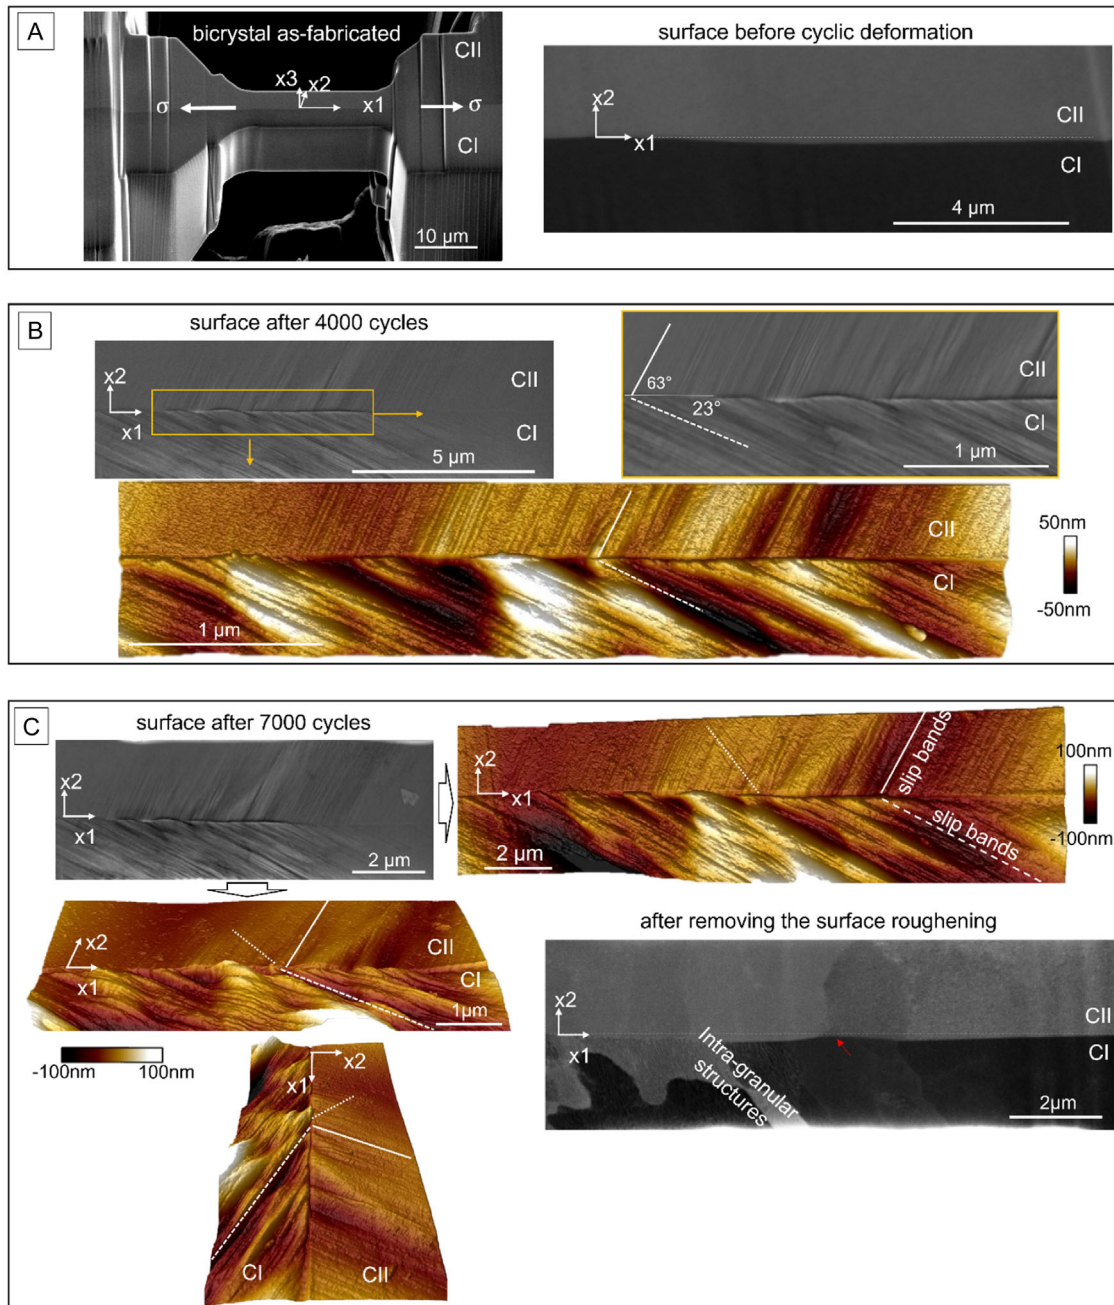 A
bicrystal as-fabricated
CII
x3
x2
σ
x1
σ
CI
10 μm
surface before cyclic deformation
x2
x1
CII
CI
4 μm
B
surface after 4000 cycles
x2
x1
CII
CI
5 μm
63°
23°
CII
CI
1 μm
CII
CI
1 μm
50nm
-50nm
C
surface after 7000 cycles
x2
x1
2 μm
x2
x1
slip bands
slip bands
2 μm
100nm
-100nm
x2
x1
CII
CI
1μm
-100nm
100nm
x2
x1
CI
CII
after removing the surface roughening
x2
x1
CII
CI
Intra-granular
structures
2μm